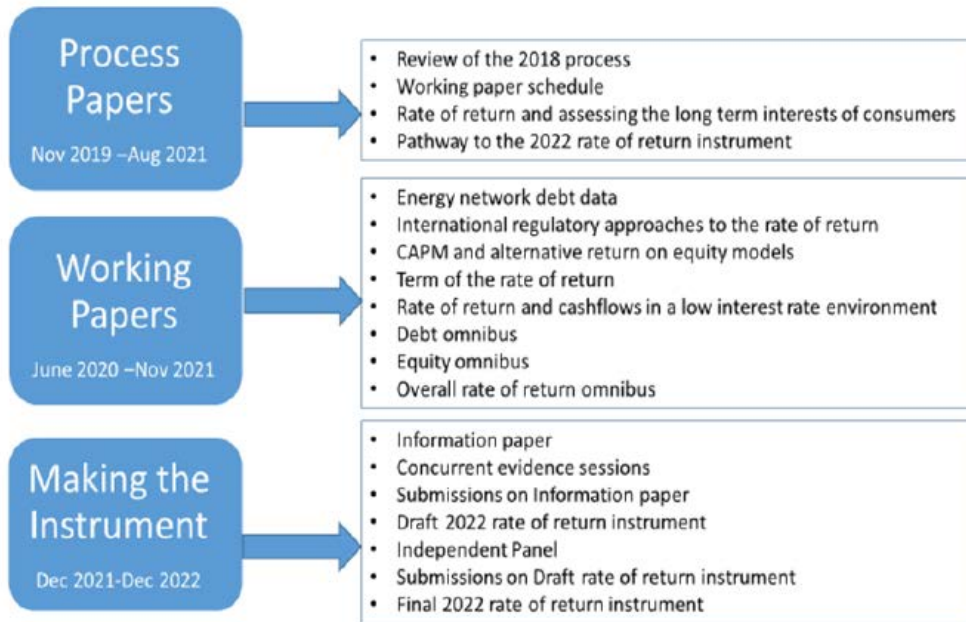 Process
Papers
Nov 2019 –Aug 2021
• Review of the 2018 process
• Working paper schedule
• Rate of return and assessing the long term interests of consumers
• Pathway to the 2022 rate of return instrument
Working
Papers
June 2020 –Nov 2021
• Energy network debt data
• International regulatory approaches to the rate of return
• CAPM and alternative return on equity models
• Term of the rate of return
• Rate of return and cashflows in a low interest rate environment
• Debt omnibus
• Equity omnibus
• Overall rate of return omnibus
Making the
Instrument
Dec 2021-Dec 2022
• Information paper
• Concurrent evidence sessions
• Submissions on Information paper
• Draft 2022 rate of return instrument
• Independent Panel
• Submissions on Draft rate of return instrument
• Final 2022 rate of return instrument